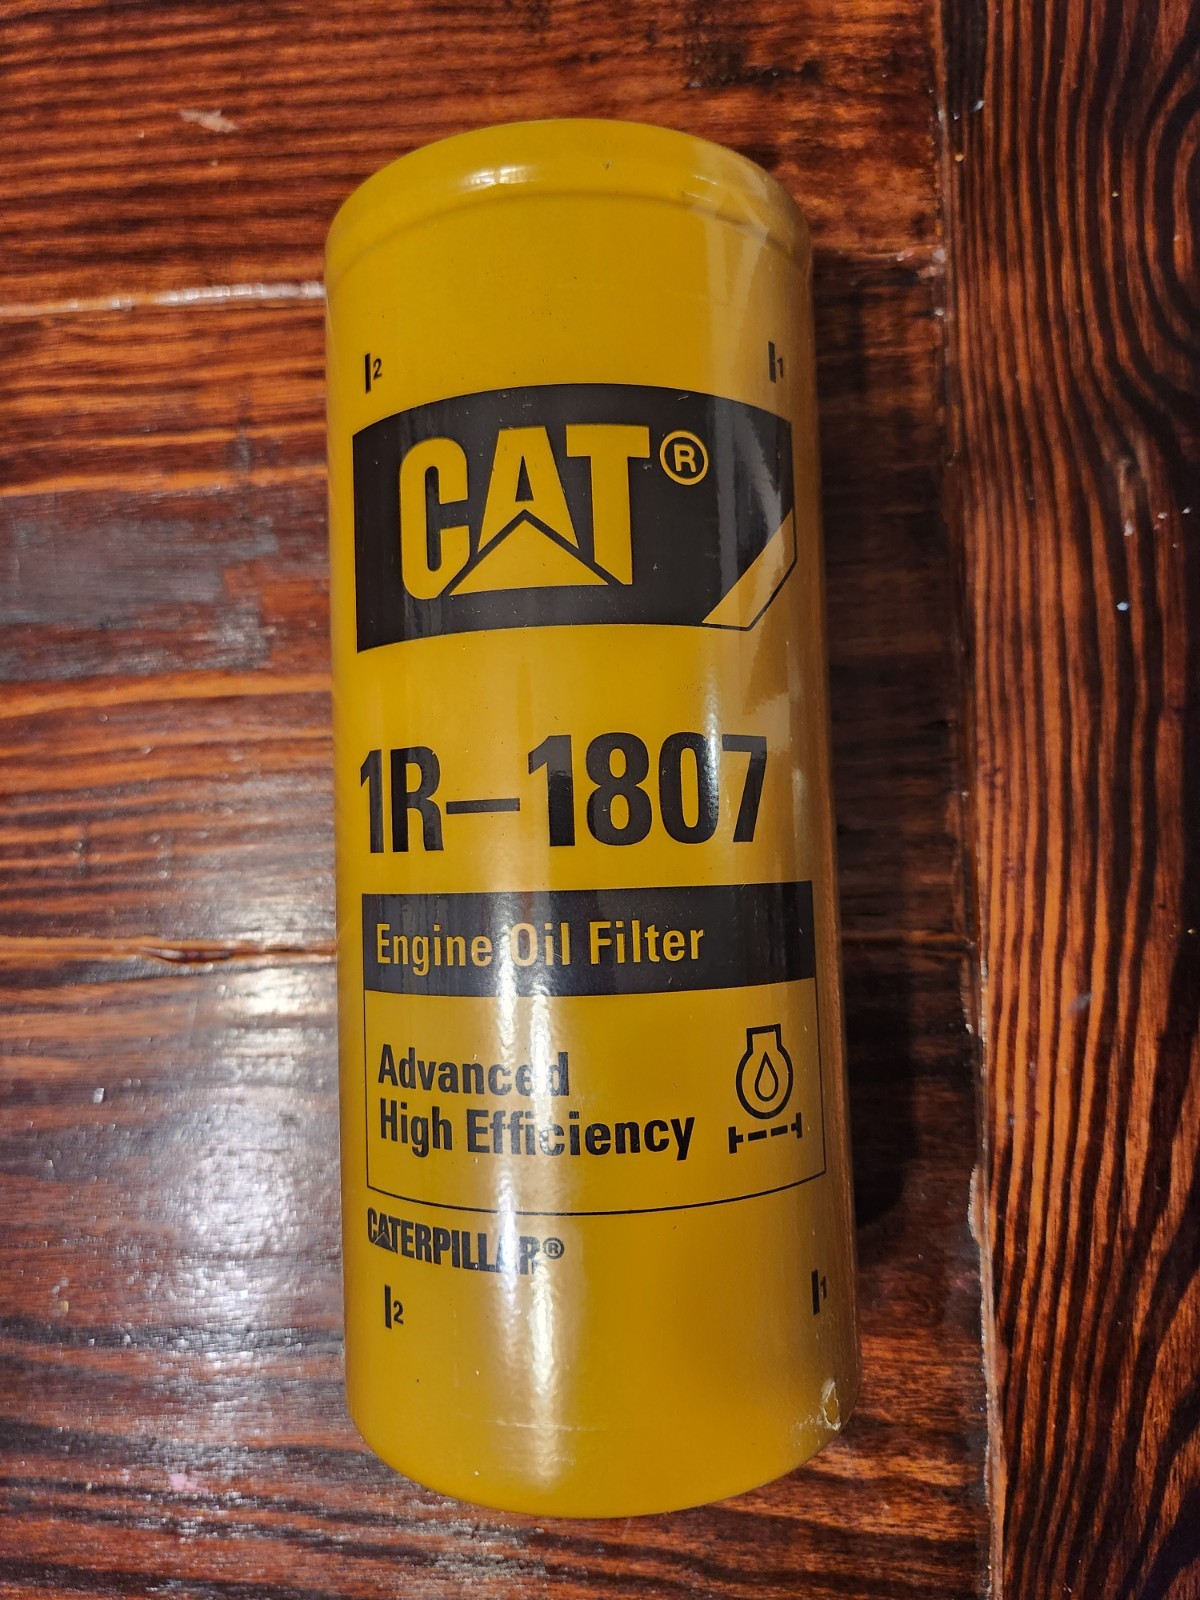 2 1
CAT®
1R-1807
Engine Oil Filter
Advanced
High Efficiency
CATERPILLAR®
2 1